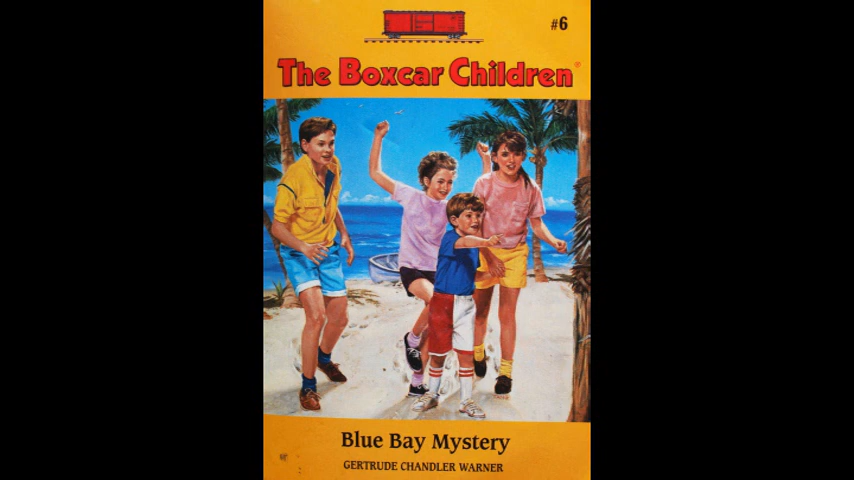 #6
The Boxcar Children®
Blue Bay Mystery
GERTRUDE CHANDLER WARNER